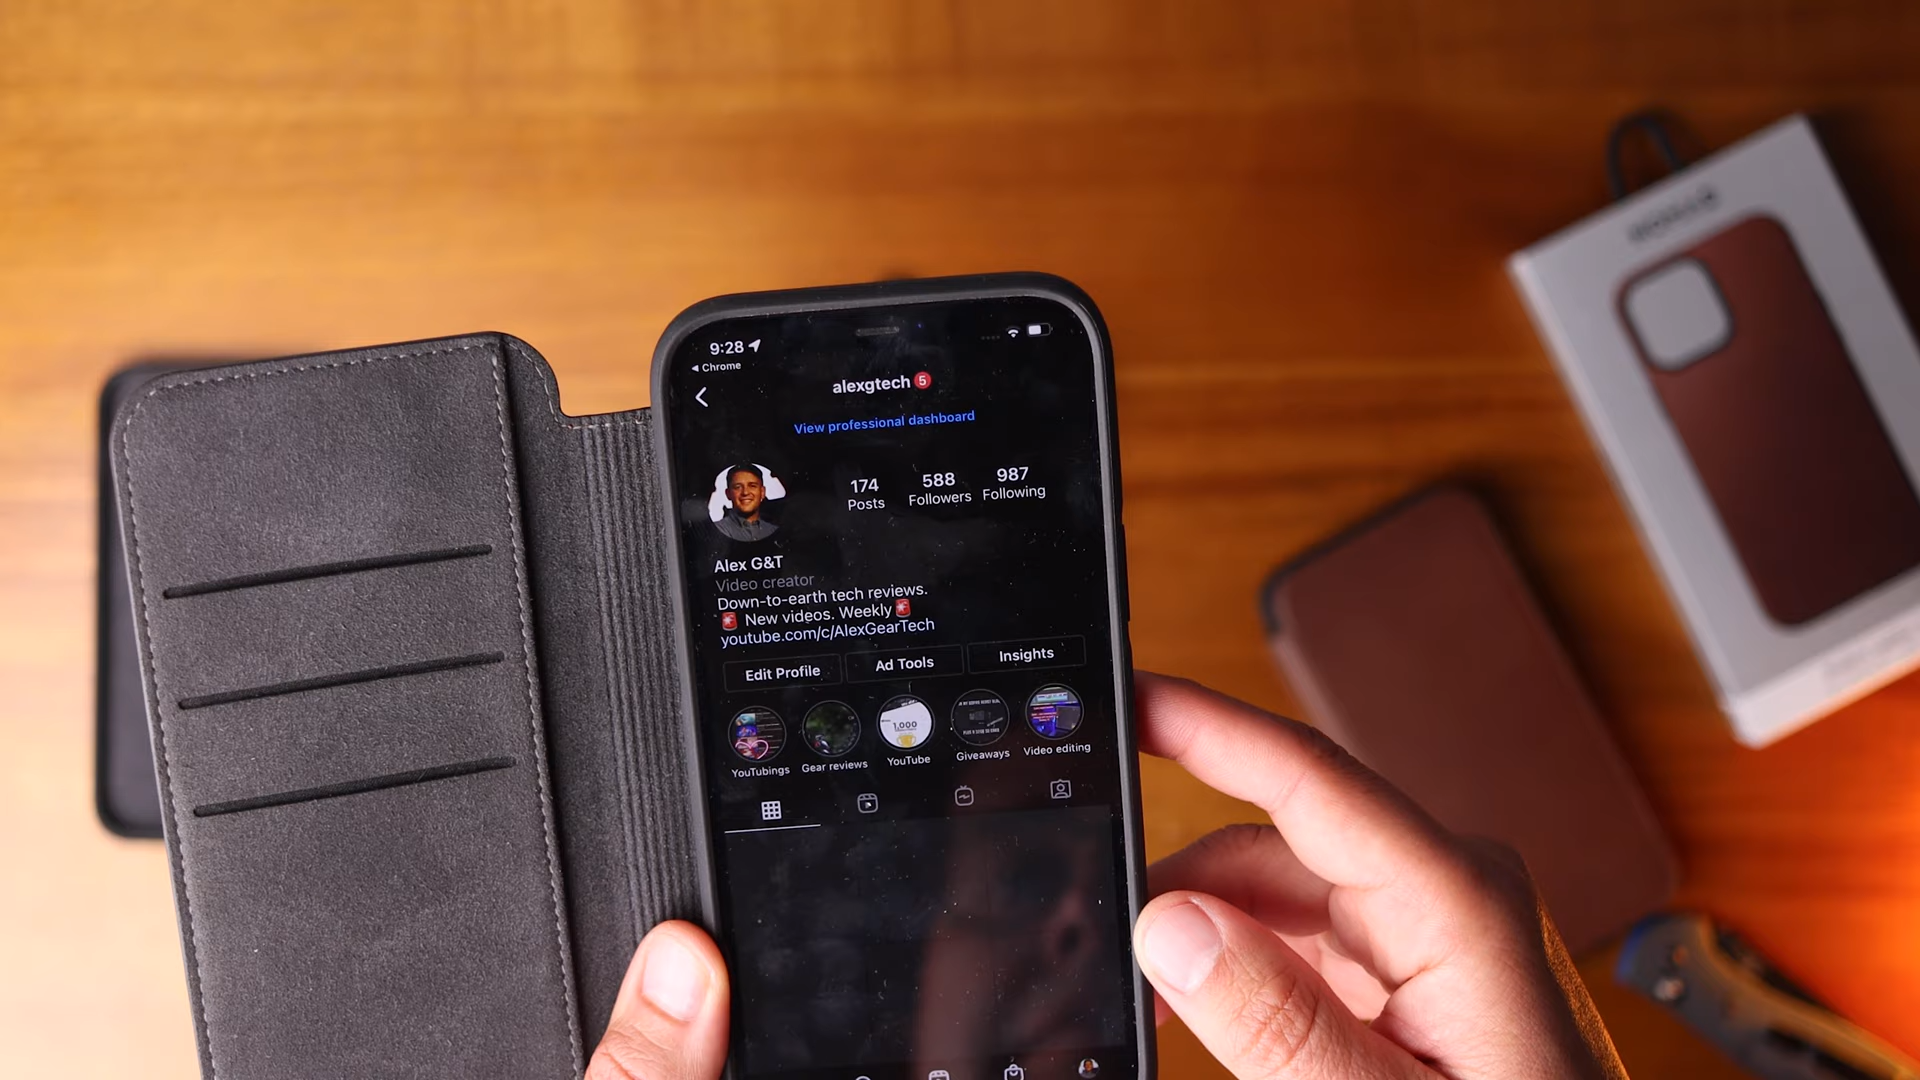 9:28
Chrome
alexgtech 5
View professional dashboard
174 588 987
Posts Followers Following
Alex G&T
Video creator
Down-to-earth tech reviews.
🚨 New videos. Weekly 🚨
youtube.com/c/AlexGearTech
Edit Profile Ad Tools Insights
1,000
YouTubings Gear reviews YouTube Giveaways Video editing